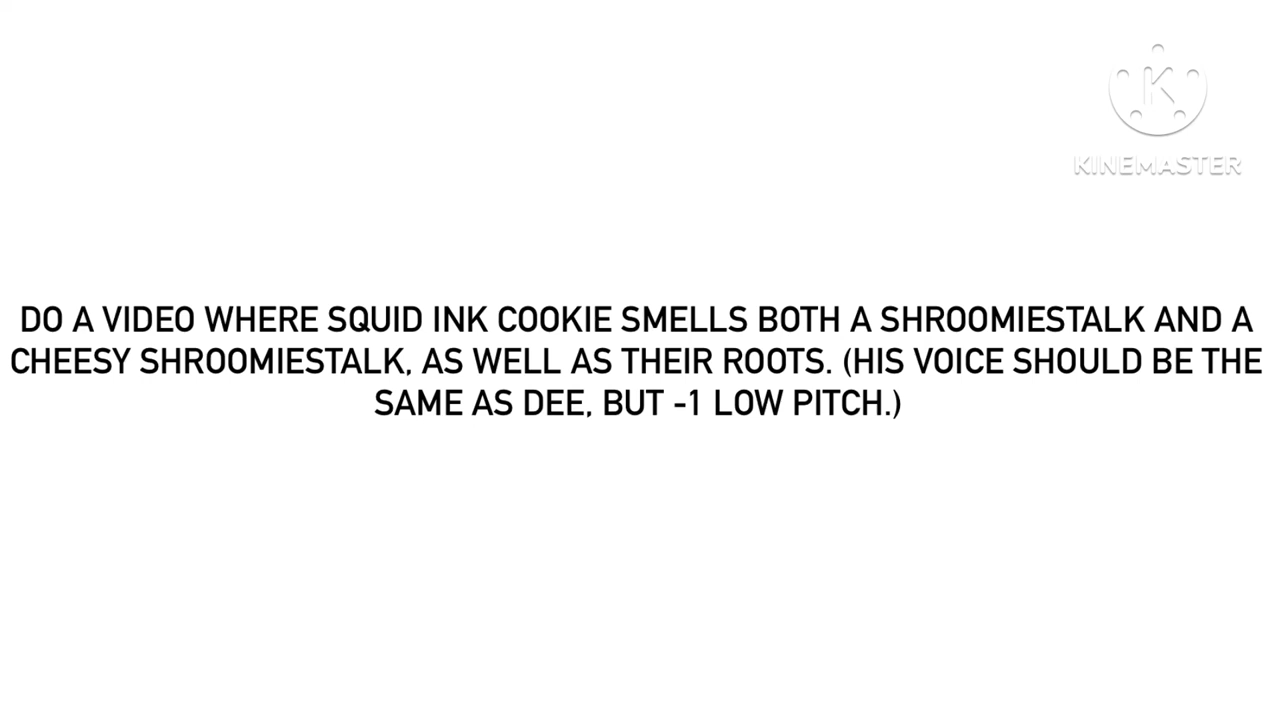 KINEMASTER
DO A VIDEO WHERE SQUID INK COOKIE SMELLS BOTH A SHROOMIESTALK AND A
CHEESY SHROOMIESTALK, AS WELL AS THEIR ROOTS. (HIS VOICE SHOULD BE THE
SAME AS DEE, BUT -1 LOW PITCH.)